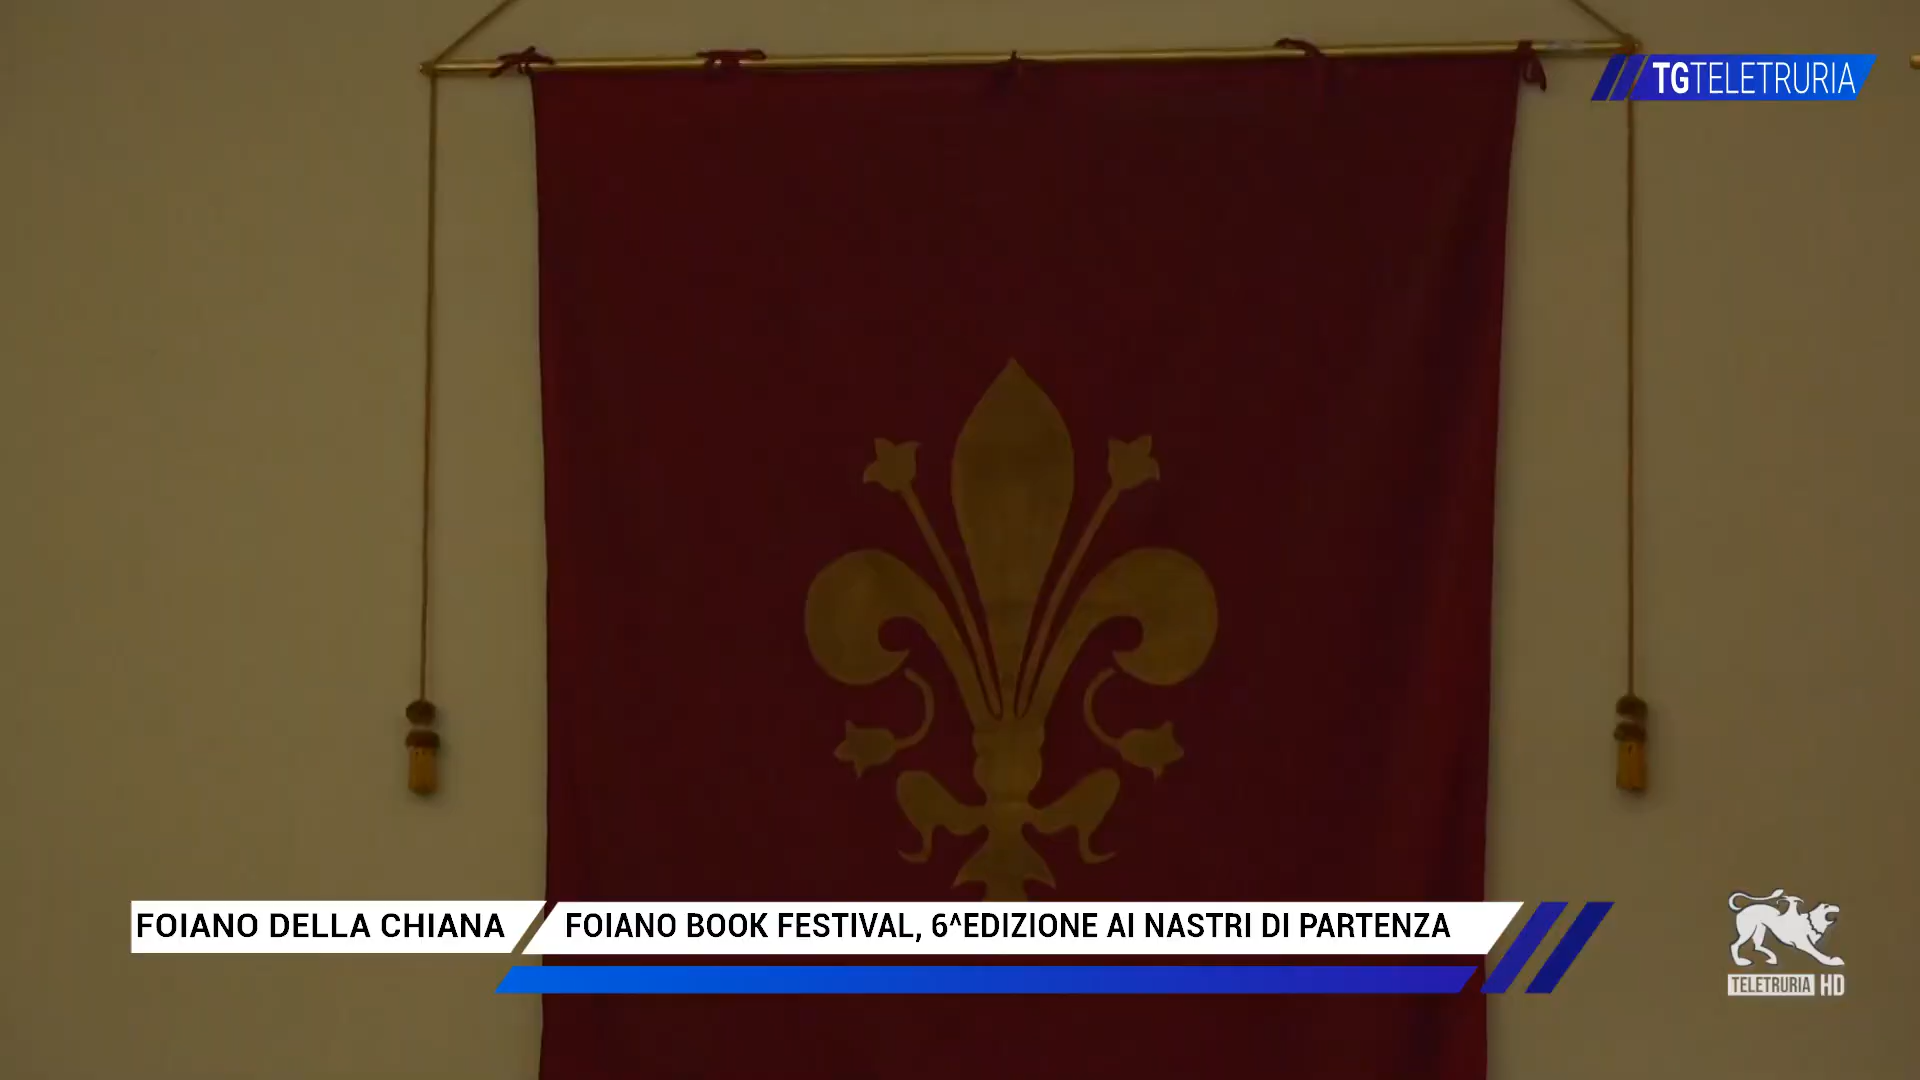 TGTELETRURIA
FOIANO DELLA CHIANA
FOIANO BOOK FESTIVAL, 6^EDIZIONE AI NASTRI DI PARTENZA
TELETRURIA HD